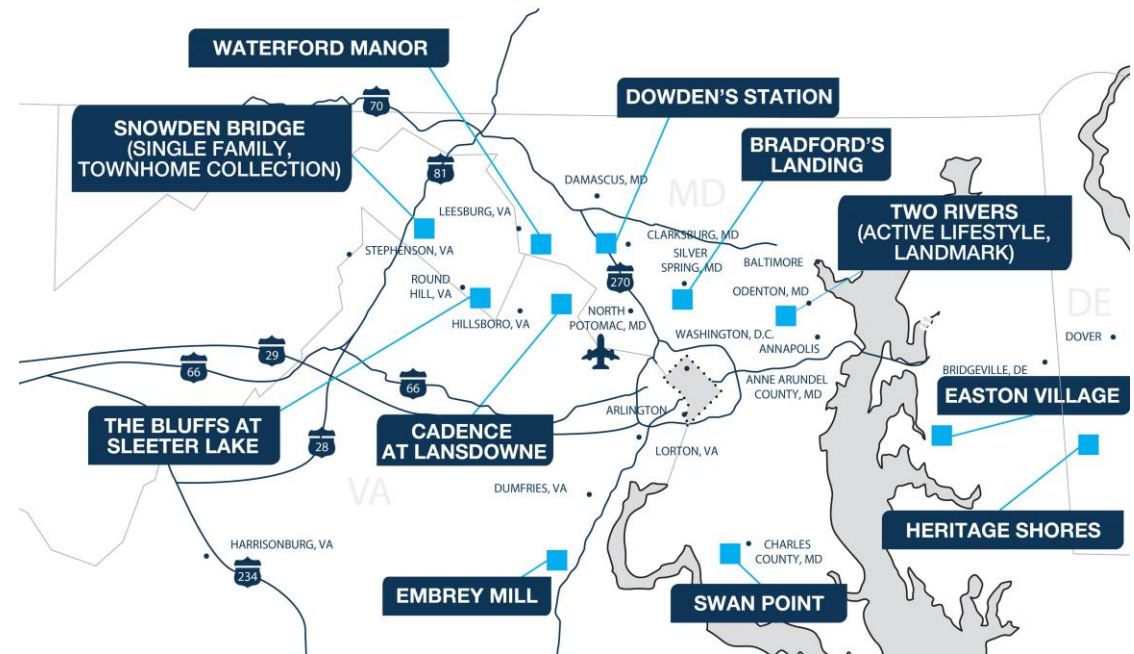 WATERFORD MANOR
DOWDEN'S STATION
70
SNOWDEN BRIDGE
(SINGLE FAMILY,
TOWNHOME COLLECTION)
BRADFORD'S
LANDING
81
DAMASCUS, MD
MD
TWO RIVERS
(ACTIVE LIFESTYLE,
LANDMARK)
LEESBURG, VA
CLARKSBURG, MD
STEPHENSON, VA
SILVER
SPRING, MD
BALTIMORE
ROUND
HILL, VA
270
ODENTON, MD
DE
HILLSBORO, VA
NORTH
POTOMAC, MD
WASHINGTON, D.C.
ANNAPOLIS
DOVER
29
66
66
ANNE ARUNDEL
COUNTY, MD
BRIDGEVILLE, DE
EASTON VILLAGE
THE BLUFFS AT
SLEETER LAKE
CADENCE
AT LANSDOWNE
ARLINGTON
28
LORTON, VA
VA
DUMFRIES, VA
HERITAGE SHORES
HARRISONBURG, VA
234
CHARLES
COUNTY, MD
EMBREY MILL
SWAN POINT